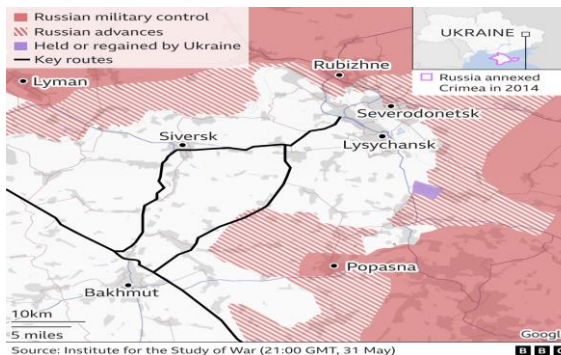 Russian military control
Russian advances
Held or regained by Ukraine
Key routes
UKRAINE
Russia annexed
Crimea in 2014
Rubizhne
Lyman
Severodonetsk
Siversk
Lysychansk
Popasna
Bakhmut
10km
5 miles
Googl
Source: Institute for the Study of War (21:00 GMT, 31 May)
BBC